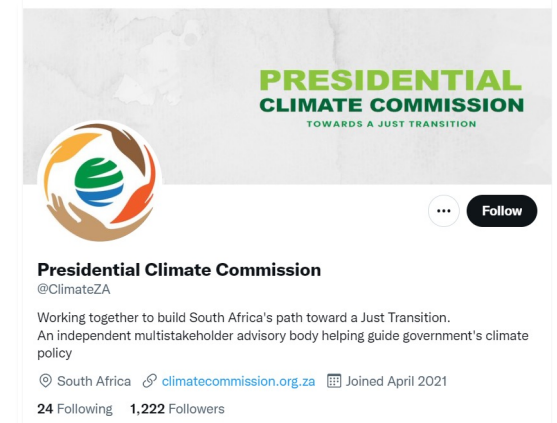 PRESIDENTIAL
CLIMATE COMMISSION
TOWARDS A JUST TRANSITION
Follow
Presidential Climate Commission
@ClimateZA
Working together to build South Africa's path toward a Just Transition.
An independent multistakeholder advisory body helping guide government's climate
policy
South Africa climatecommission.org.za Joined April 2021
24 Following 1,222 Followers